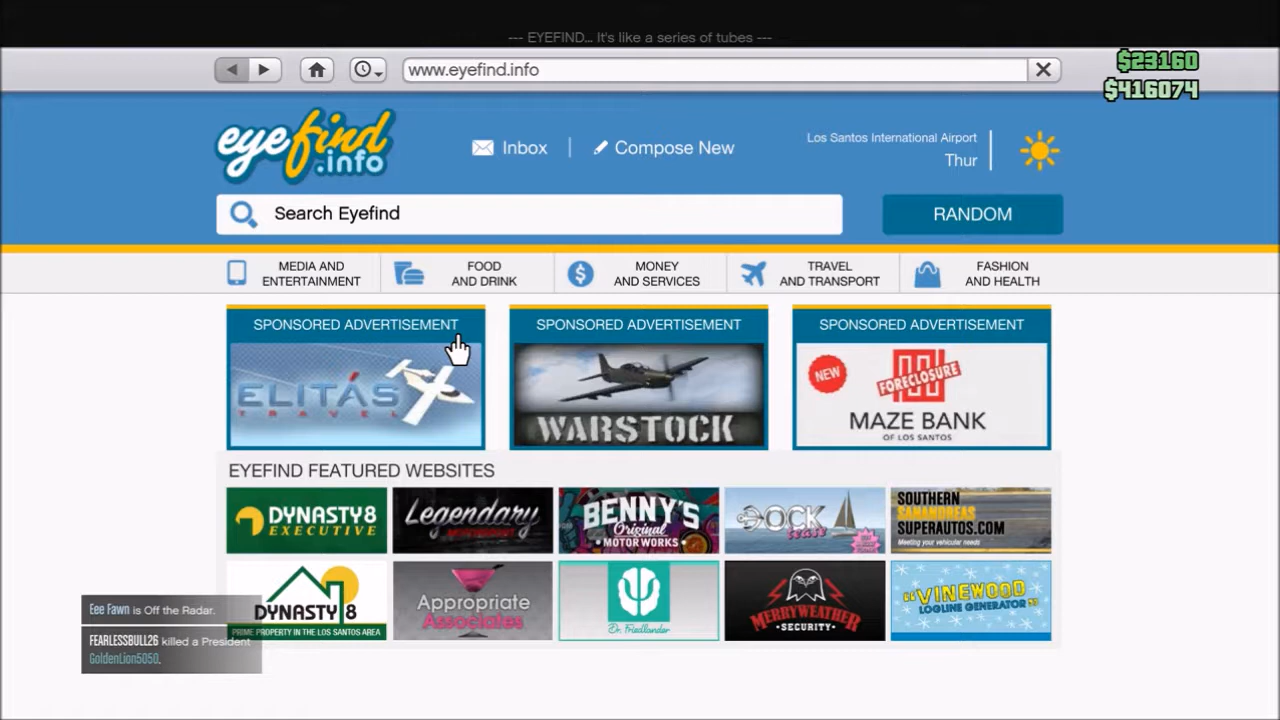 --- EYEFIND... It's like a series of tubes ---
www.eyefind.info
$23160
$416074
eyefind
.info
Inbox
Compose New
Los Santos International Airport
Thur
Search Eyefind
RANDOM
MEDIA AND
ENTERTAINMENT
FOOD
AND DRINK
MONEY
AND SERVICES
TRAVEL
AND TRANSPORT
FASHION
AND HEALTH
SPONSORED ADVERTISEMENT
SPONSORED ADVERTISEMENT
SPONSORED ADVERTISEMENT
ELITÁS
TRAVEL
WARSTOCK
NEW
FORECLOSURE
MAZE BANK
OF LOS SANTOS
EYEFIND FEATURED WEBSITES
DYNASTY8
EXECUTIVE
Legendary
MOTORSPORT
BENNY'S
Original
MOTORWORKS
DOCK
tease
SOUTHERN
SANANDREAS
SUPERAUTOS.COM
Meeting your vehicular needs
DYNASTY 8
PRIME PROPERTY IN THE LOS SANTOS AREA
Appropriate
Associates
Dr. Friedlander
MERRYWEATHER
SECURITY
VINEWOOD
LOGLINE GENERATOR
Eee Fawn is Off the Radar.
FEARLESSBULL26 killed a President
GoldenLion5050.